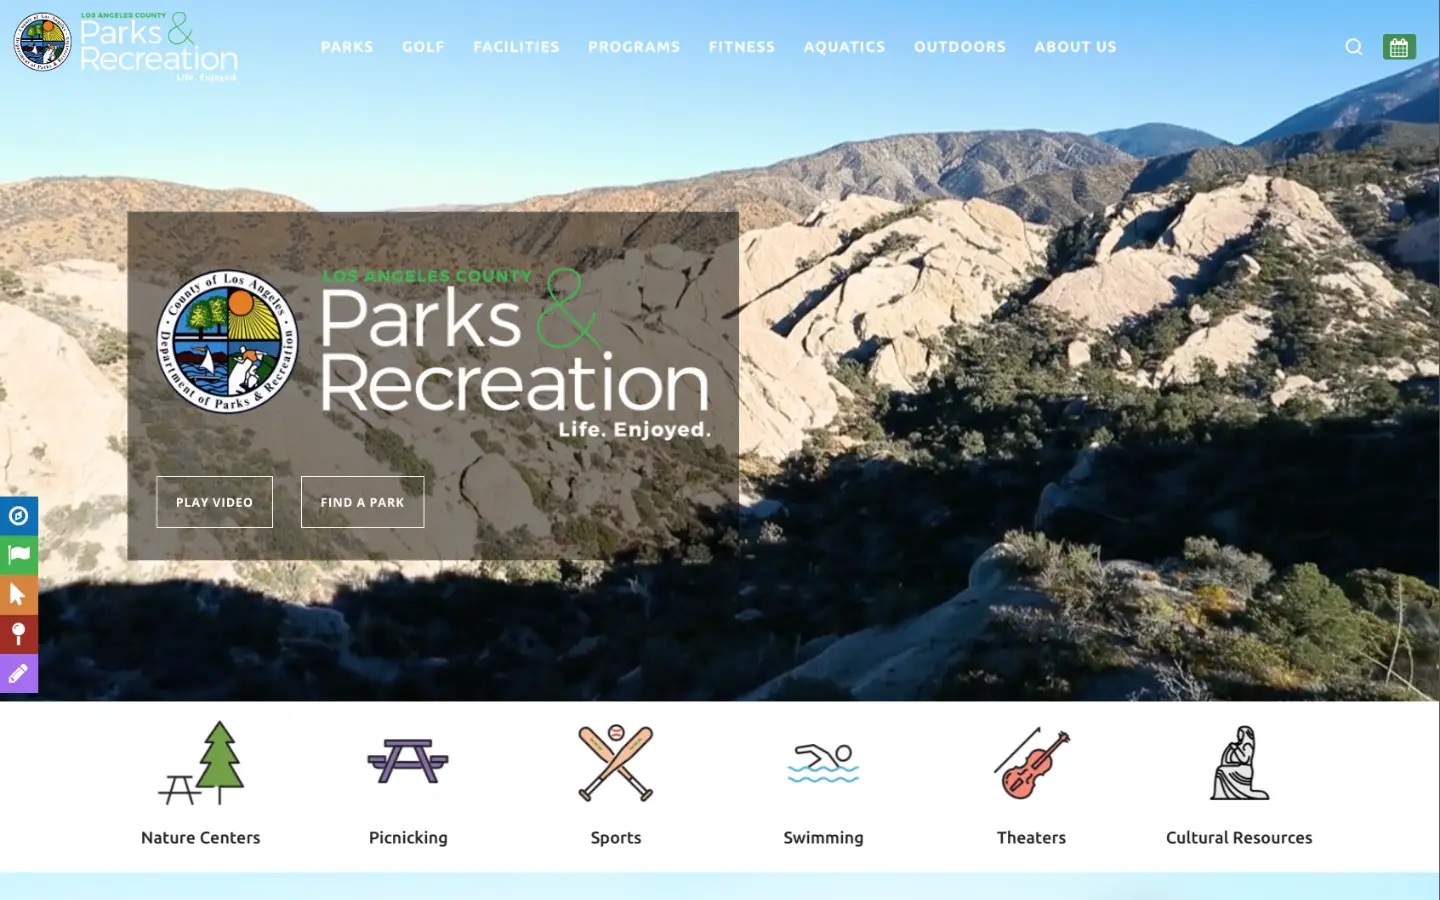 LOS ANGELES COUNTY
Parks &
Recreation
Life. Enjoyed.
PARKS GOLF FACILITIES PROGRAMS FITNESS AQUATICS OUTDOORS ABOUT US
County of Los Angeles
Department of Parks & Recreation
LOS ANGELES COUNTY
Parks &
Recreation
Life. Enjoyed.
PLAY VIDEO FIND A PARK
Nature Centers Picnicking Sports Swimming Theaters Cultural Resources